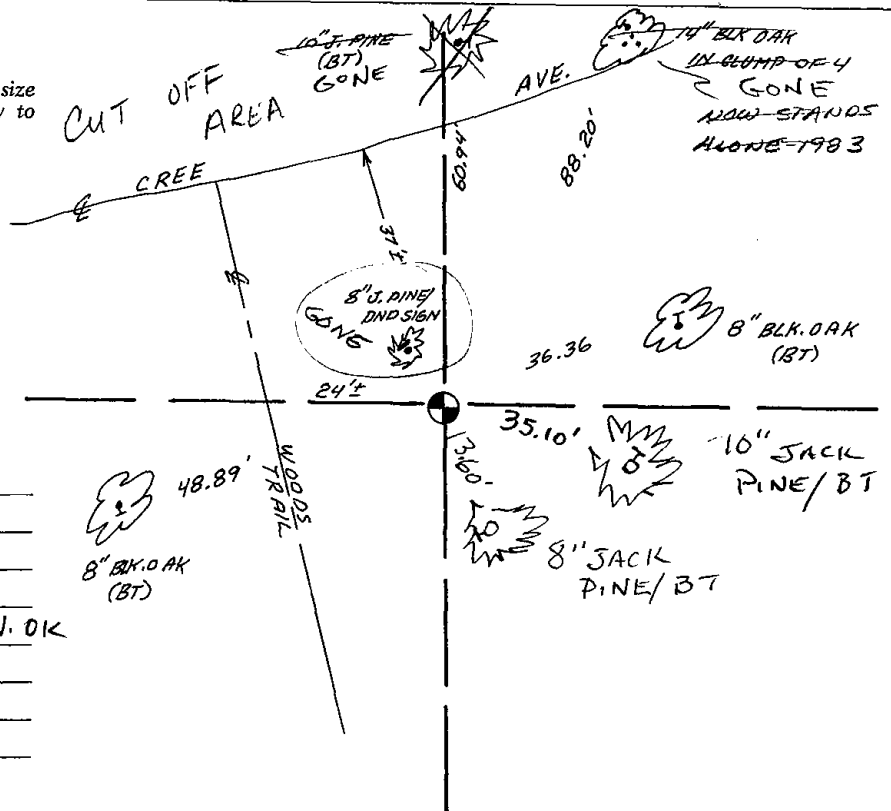 size
y to
CUT OFF
AREA
10" J. PINE
(BT)
GONE
14" BLK OAK
IN CLUMP OF 4
GONE
NOW STANDS
ALONE-1983
CREE AVE.
60.94'
88.20'
37'±
8" J. PINE/
DND SIGN
GONE
8" BLK. OAK
(BT)
36.36
24'±
35.10'
10" JACK
PINE/BT
13.60-
48.89'
WOODS
TRAIL
8" JACK
PINE/BT
8" BLK. OAK
(BT)
. OK